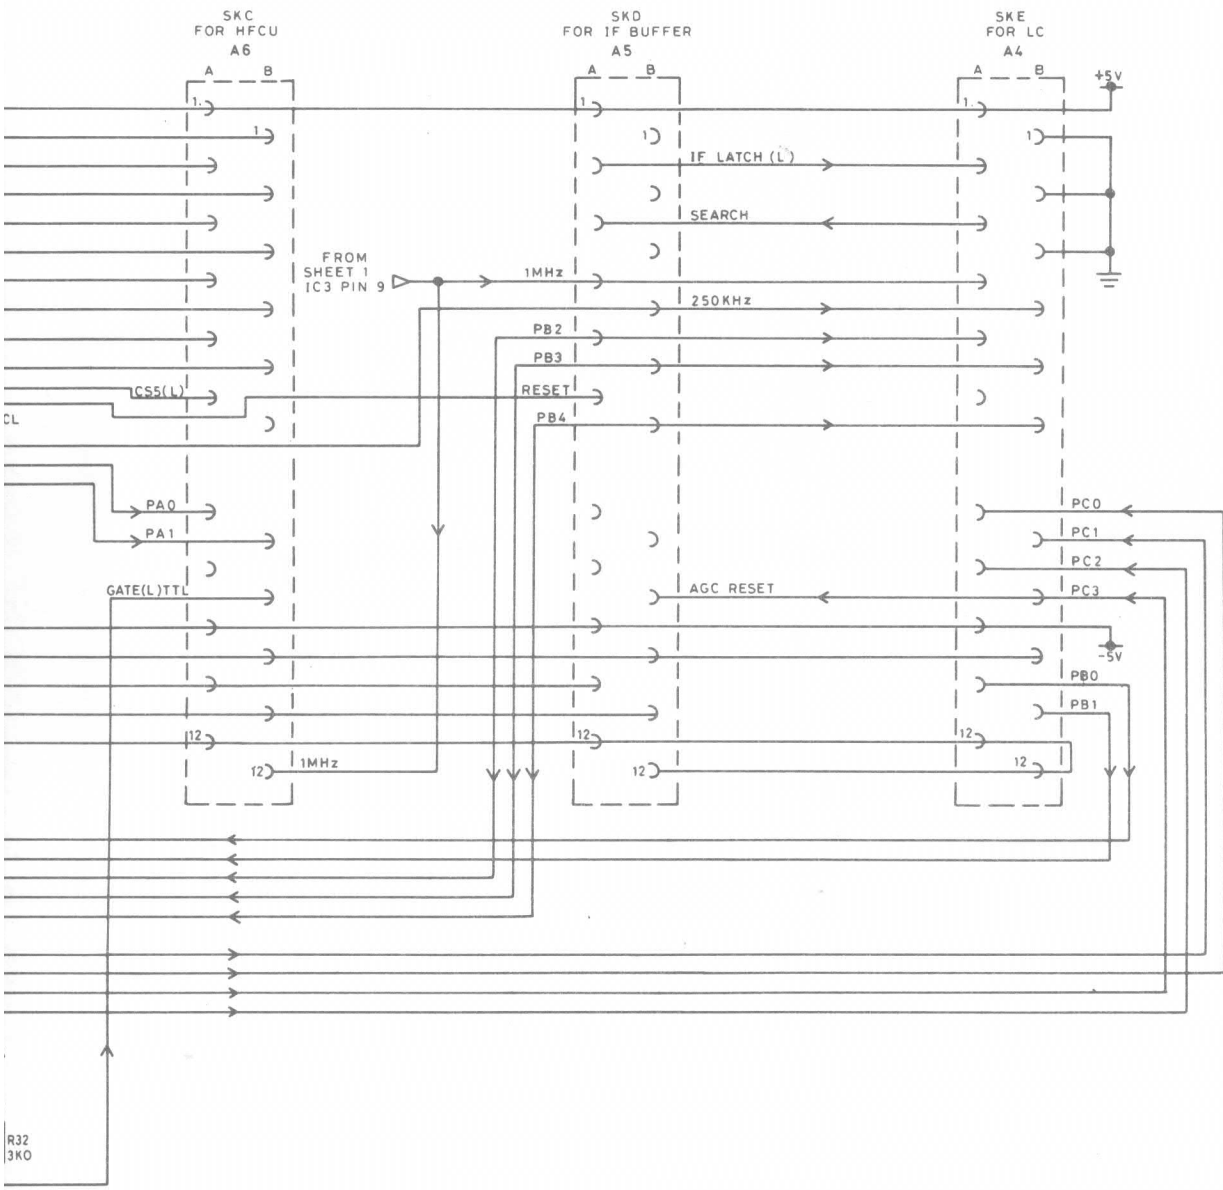 SKC
FOR HFCU
A6
SKD
FOR IF BUFFER
A5
SKE
FOR LC
A4
A B
A B
A B
+5V
1.
1
1.
1
1
1
IF LATCH (L)
SEARCH
FROM
SHEET 1
IC3 PIN 9
1MHz
250KHz
PB2
PB3
CS5(L)
RESET
CL
PB4
PA0
PC0
PA1
PC1
PC2
GATE(L)TTL
AGC RESET
PC3
-5V
PB0
PB1
12
12
12
12
1MHz
12
12
R32
3K0